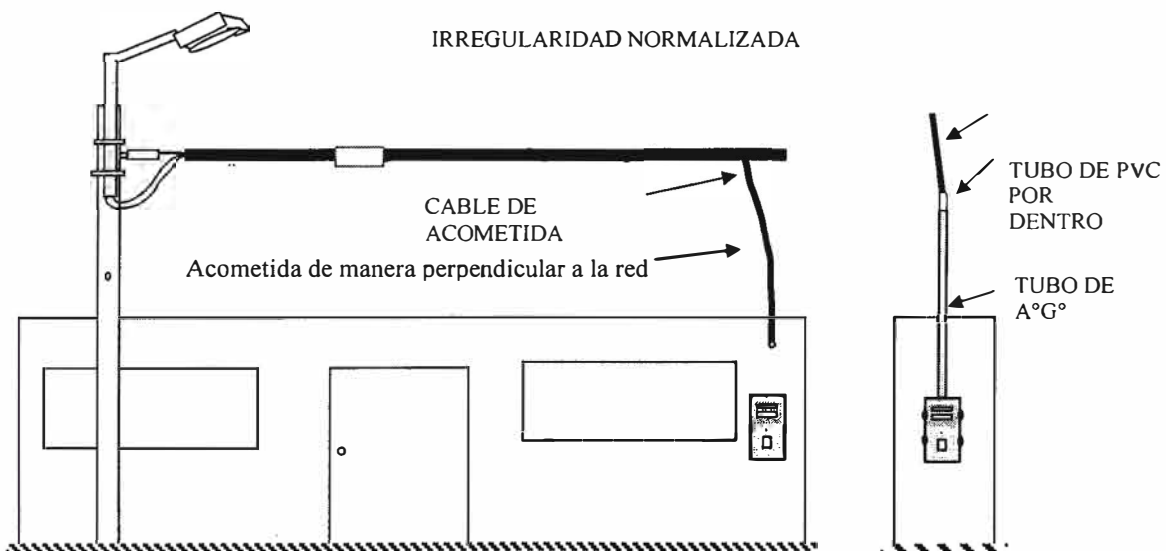 IRREGULARIDAD NORMALIZADA
CABLE DE
ACOMETIDA
Acometida de manera perpendicular a la red
TUBO DE PVC
POR
DENTRO
TUBO DE
A°G°